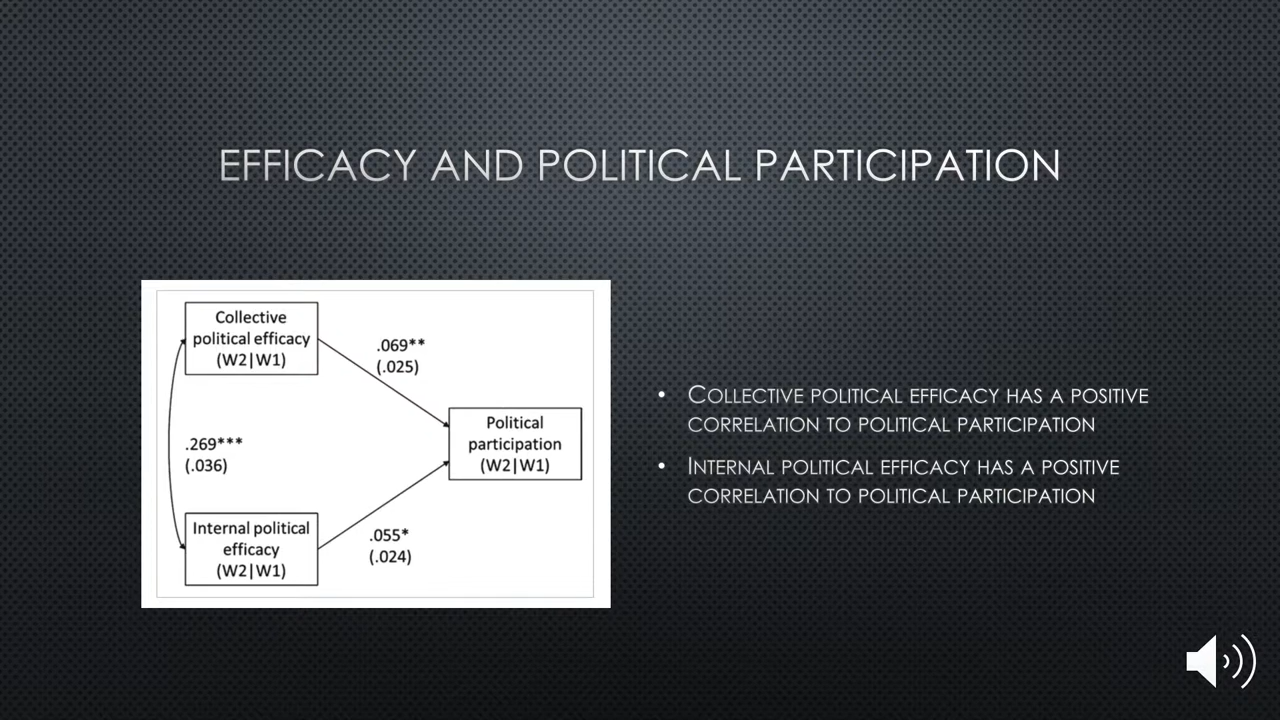 EFFICACY AND POLITICAL PARTICIPATION
Collective
political efficacy
(W2|W1)
.069**
(.025)
Political
participation
(W2|W1)
.269***
(.036)
Internal political
efficacy
(W2|W1)
.055*
(.024)
• COLLECTIVE POLITICAL EFFICACY HAS A POSITIVE
CORRELATION TO POLITICAL PARTICIPATION
• INTERNAL POLITICAL EFFICACY HAS A POSITIVE
CORRELATION TO POLITICAL PARTICIPATION